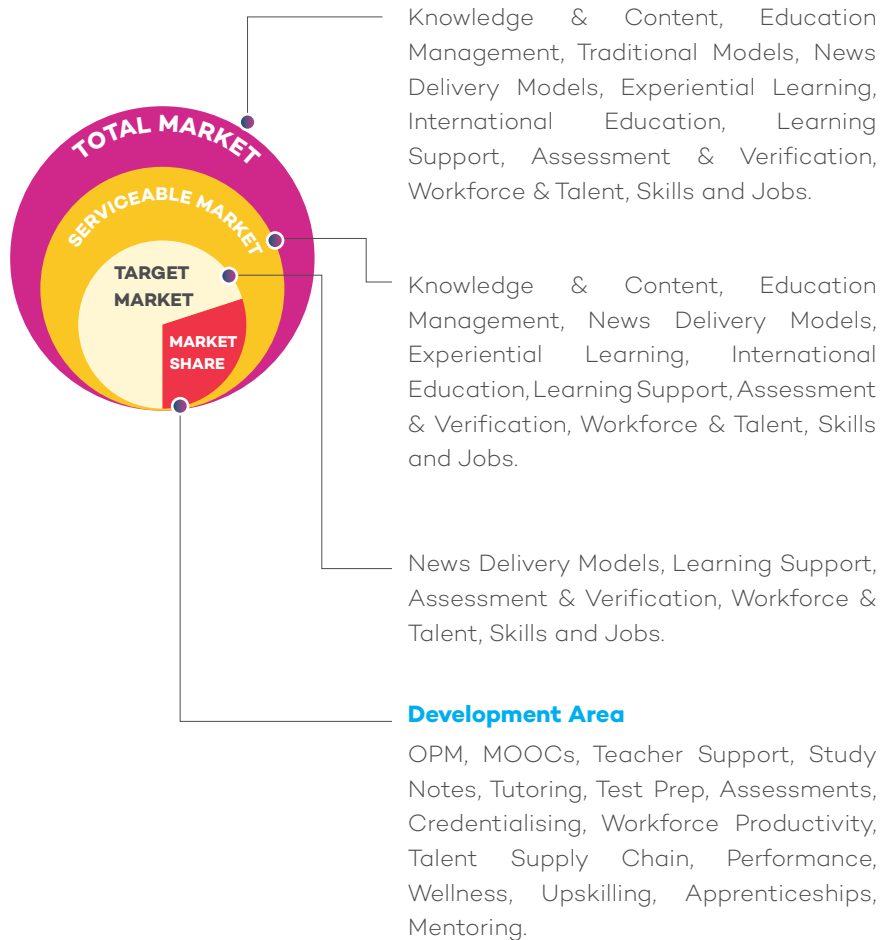 Knowledge & Content, Education
Management, Traditional Models, News
Delivery Models, Experiential Learning,
International Education, Learning
Support, Assessment & Verification,
Workforce & Talent, Skills and Jobs.
TOTAL MARKET
SERVICEABLE MARKET
TARGET
MARKET
MARKET
SHARE
Knowledge & Content, Education
Management, News Delivery Models,
Experiential Learning, International
Education, Learning Support, Assessment
& Verification, Workforce & Talent, Skills
and Jobs.
News Delivery Models, Learning Support,
Assessment & Verification, Workforce &
Talent, Skills and Jobs.
Development Area
OPM, MOOCs, Teacher Support, Study
Notes, Tutoring, Test Prep, Assessments,
Credentialising, Workforce Productivity,
Talent Supply Chain, Performance,
Wellness, Upskilling, Apprenticeships,
Mentoring.